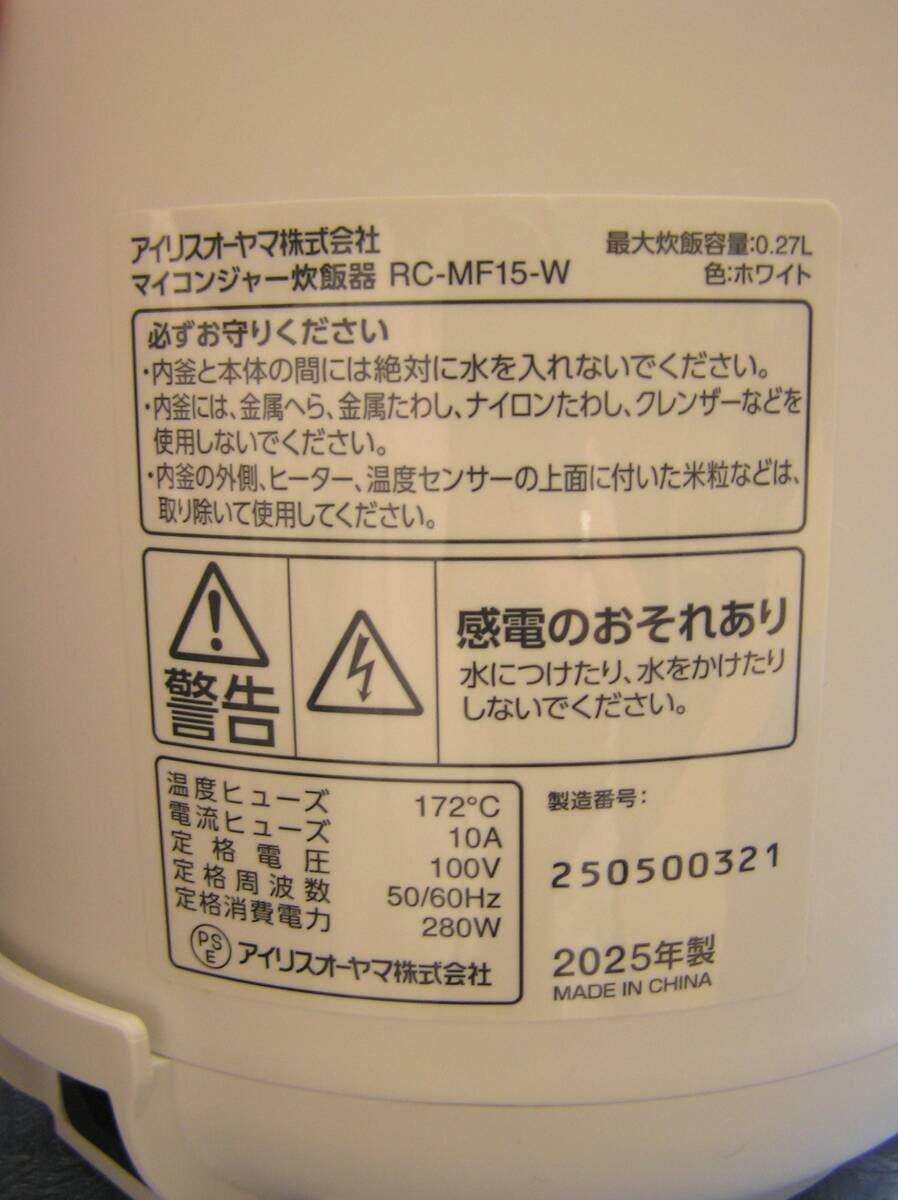 アイリスオーヤマ株式会社
マイコンジャー炊飯器 RC-MF15-W
最大炊飯容量:0.27L
色:ホワイト
必ずお守りください
・内釜と本体の間には絶対に水を入れないでください。
・内釜には、金属へら、金属たわし、ナイロンたわし、クレンザーなどを
使用しないでください。
・内釜の外側、ヒーター、温度センサーの上面に付いた米粒などは、
取り除いて使用してください。
警告
感電のおそれあり
水につけたり、水をかけたり
しないでください。
温度ヒューズ 172℃
電流ヒューズ 10A
定格電圧 100V
定格周波数 50/60Hz
定格消費電力 280W
PS
E
アイリスオーヤマ株式会社
製造番号:
250500321
2025年製
MADE IN CHINA